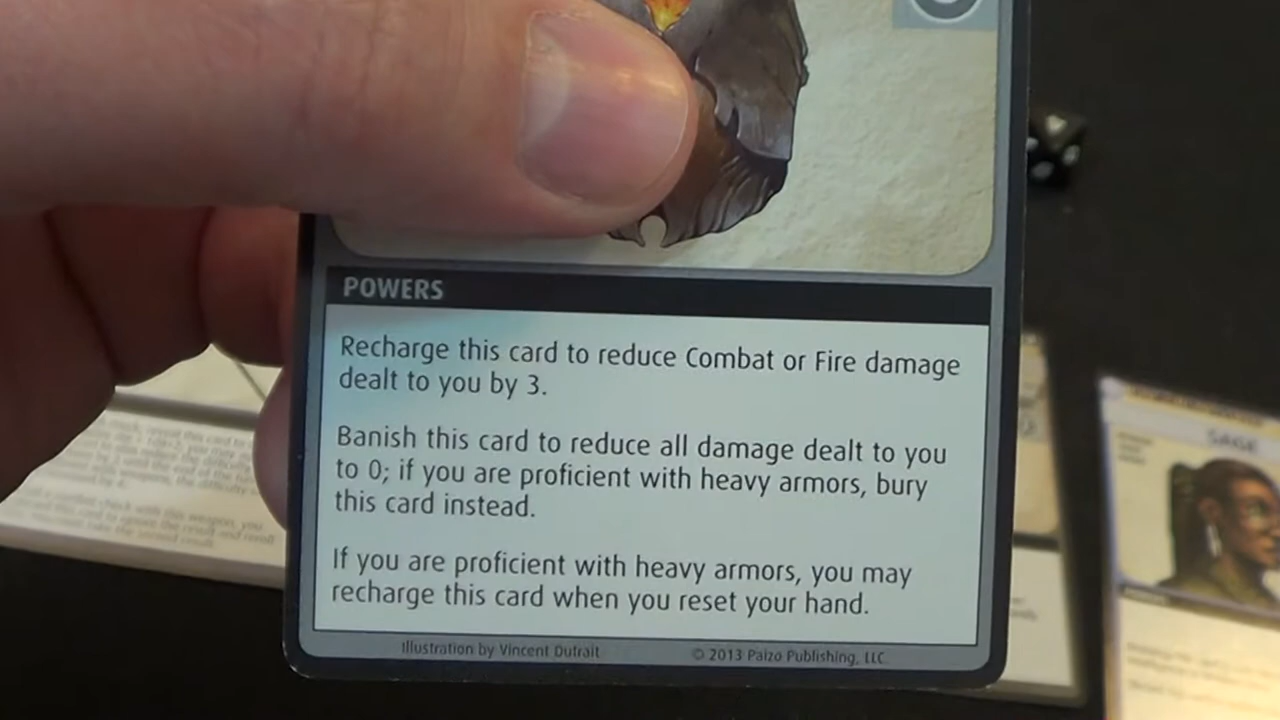 POWERS
Recharge this card to reduce Combat or Fire damage
dealt to you by 3.
Banish this card to reduce all damage dealt to you
to 0; if you are proficient with heavy armors, bury
this card instead.
If you are proficient with heavy armors, you may
recharge this card when you reset your hand.
Illustration by Vincent Dutrait
© 2013 Paizo Publishing, LLC
SAGE